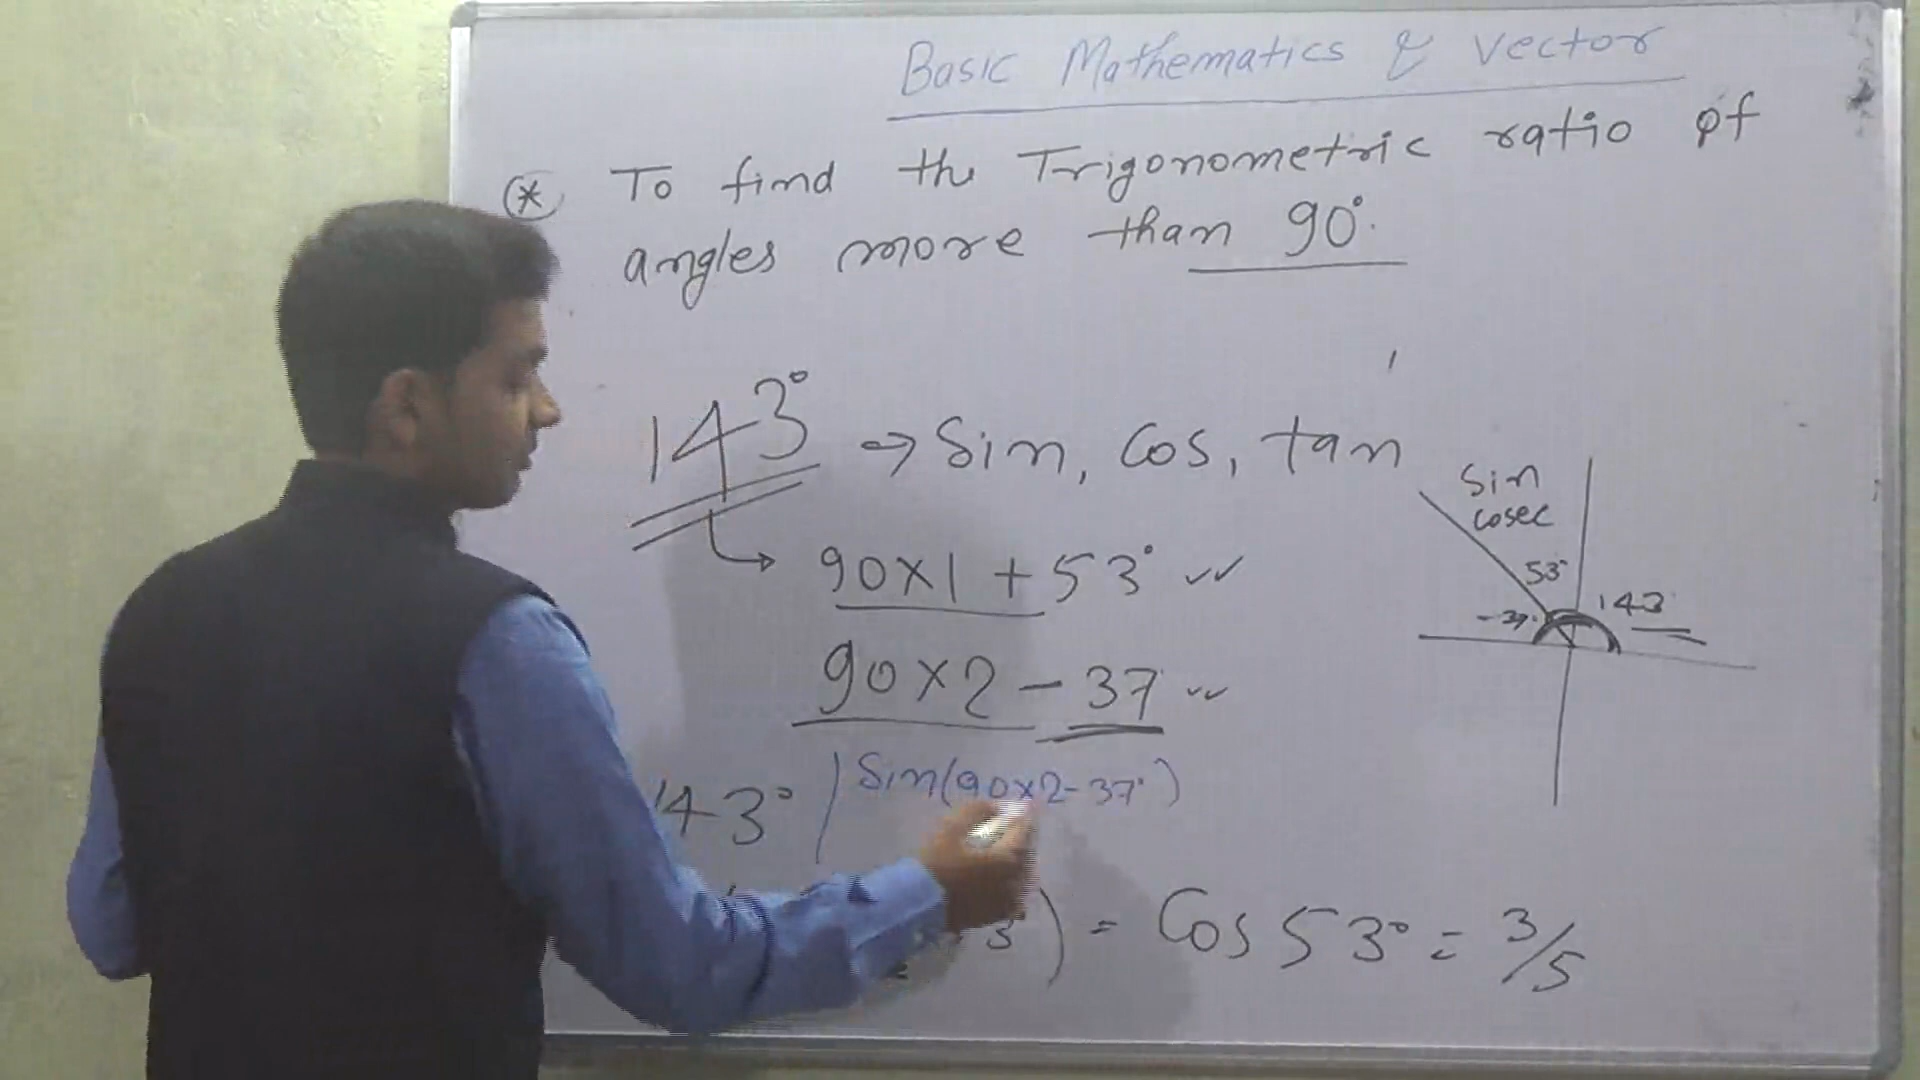 Basic Mathematics & Vector
* To find the Trigonometric ratio of
angles more than 90°.
143° ⇒ Sin, Cos, tan
90×1 + 53°
90×2 - 37
Sin
cosec
53°
-37°
143
143° / Sin(90×2-37°)
3°) = Cos 53° = 3/5